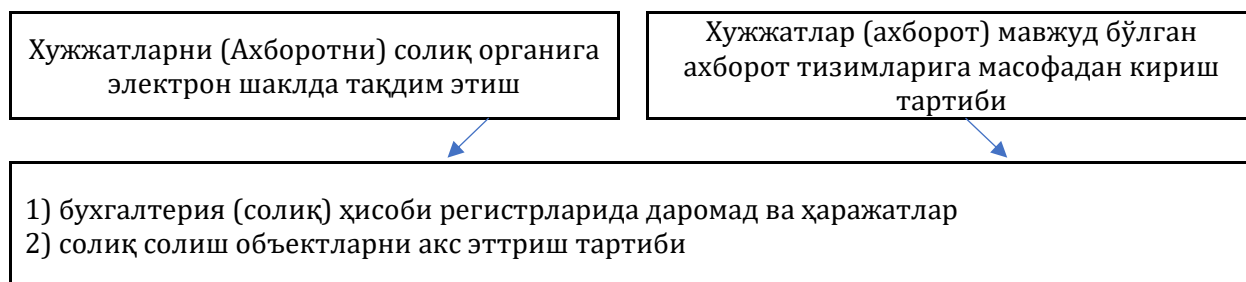 Хужжатларни (Ахборотни) солиқ органига
электрон шаклда тақдим этиш
Хужжатлар (ахборот) мавжуд бўлган
ахборот тизимларига масофадан кириш
тартиби
1) бухгалтерия (солиқ) ҳисоби регистрларида даромад ва ҳаражатлар
2) солиқ солиш объектларни акс эттриш тартиби